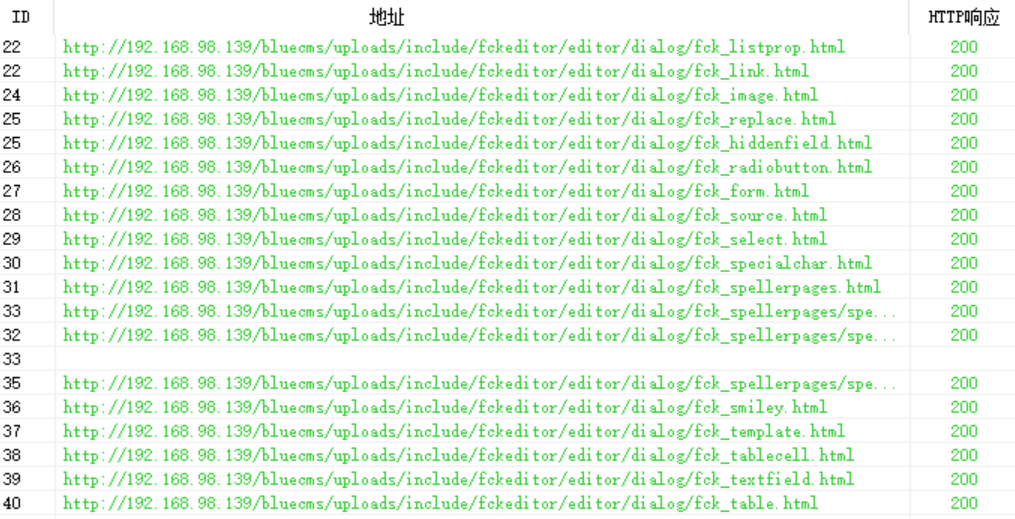 ID 地址 HTTP响应
22 http://192.168.98.139/bluecms/uploads/include/fckeditor/editor/dialog/fck_listprop.html 200
22 http://192.168.98.139/bluecms/uploads/include/fckeditor/editor/dialog/fck_link.html 200
24 http://192.168.98.139/bluecms/uploads/include/fckeditor/editor/dialog/fck_image.html 200
25 http://192.168.98.139/bluecms/uploads/include/fckeditor/editor/dialog/fck_replace.html 200
25 http://192.168.98.139/bluecms/uploads/include/fckeditor/editor/dialog/fck_hiddenfield.html 200
26 http://192.168.98.139/bluecms/uploads/include/fckeditor/editor/dialog/fck_radiobutton.html 200
27 http://192.168.98.139/bluecms/uploads/include/fckeditor/editor/dialog/fck_form.html 200
28 http://192.168.98.139/bluecms/uploads/include/fckeditor/editor/dialog/fck_source.html 200
29 http://192.168.98.139/bluecms/uploads/include/fckeditor/editor/dialog/fck_select.html 200
30 http://192.168.98.139/bluecms/uploads/include/fckeditor/editor/dialog/fck_specialchar.html 200
31 http://192.168.98.139/bluecms/uploads/include/fckeditor/editor/dialog/fck_spellerpages.html 200
33 http://192.168.98.139/bluecms/uploads/include/fckeditor/editor/dialog/fck_spellerpages/spe... 200
32 http://192.168.98.139/bluecms/uploads/include/fckeditor/editor/dialog/fck_spellerpages/spe... 200
33
35 http://192.168.98.139/bluecms/uploads/include/fckeditor/editor/dialog/fck_spellerpages/spe... 200
36 http://192.168.98.139/bluecms/uploads/include/fckeditor/editor/dialog/fck_smiley.html 200
37 http://192.168.98.139/bluecms/uploads/include/fckeditor/editor/dialog/fck_template.html 200
38 http://192.168.98.139/bluecms/uploads/include/fckeditor/editor/dialog/fck_tablecell.html 200
39 http://192.168.98.139/bluecms/uploads/include/fckeditor/editor/dialog/fck_textfield.html 200
40 http://192.168.98.139/bluecms/uploads/include/fckeditor/editor/dialog/fck_table.html 200